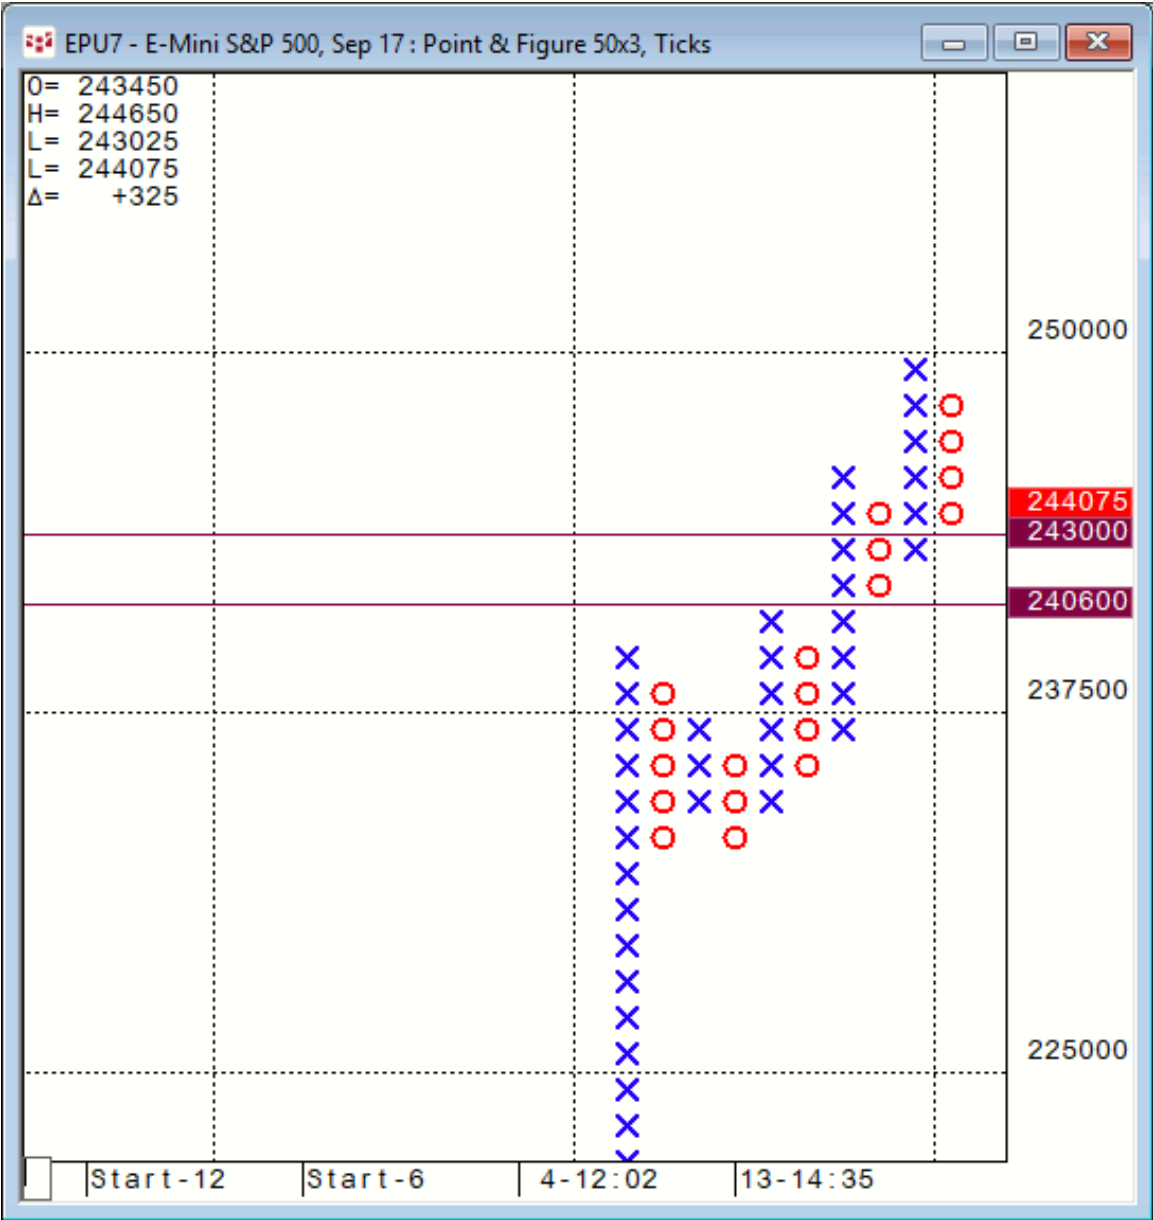 EPU7 - E-Mini S&P 500, Sep 17 : Point & Figure 50x3, Ticks
O= 243450
H= 244650
L= 243025
L= 244075
Δ= +325
250000
244075
243000
240600
237500
225000
Start-12
Start-6
4-12:02
13-14:35